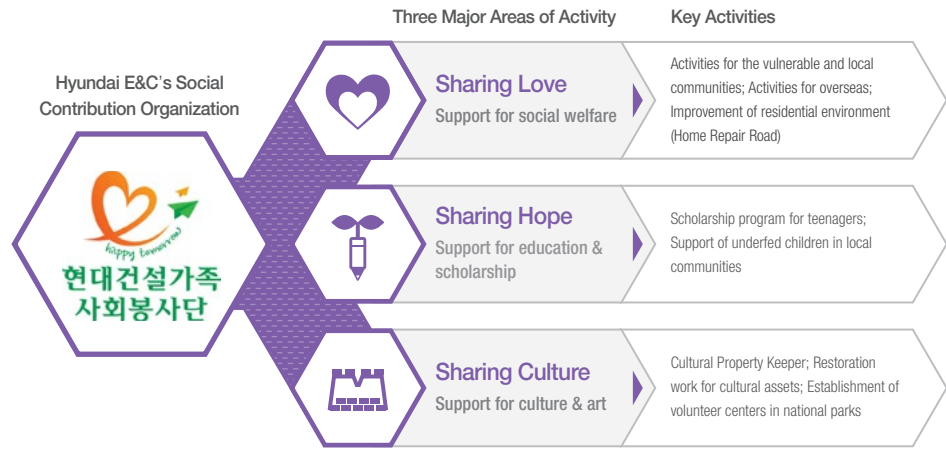 Three Major Areas of Activity
Key Activities
Hyundai E&C's Social
Contribution Organization
happy tomorrow
현대건설가족
사회봉사단
Sharing Love
Support for social welfare
Activities for the vulnerable and local
communities; Activities for overseas;
Improvement of residential environment
(Home Repair Road)
Sharing Hope
Support for education &
scholarship
Scholarship program for teenagers;
Support of underfed children in local
communities
Sharing Culture
Support for culture & art
Cultural Property Keeper; Restoration
work for cultural assets; Establishment of
volunteer centers in national parks